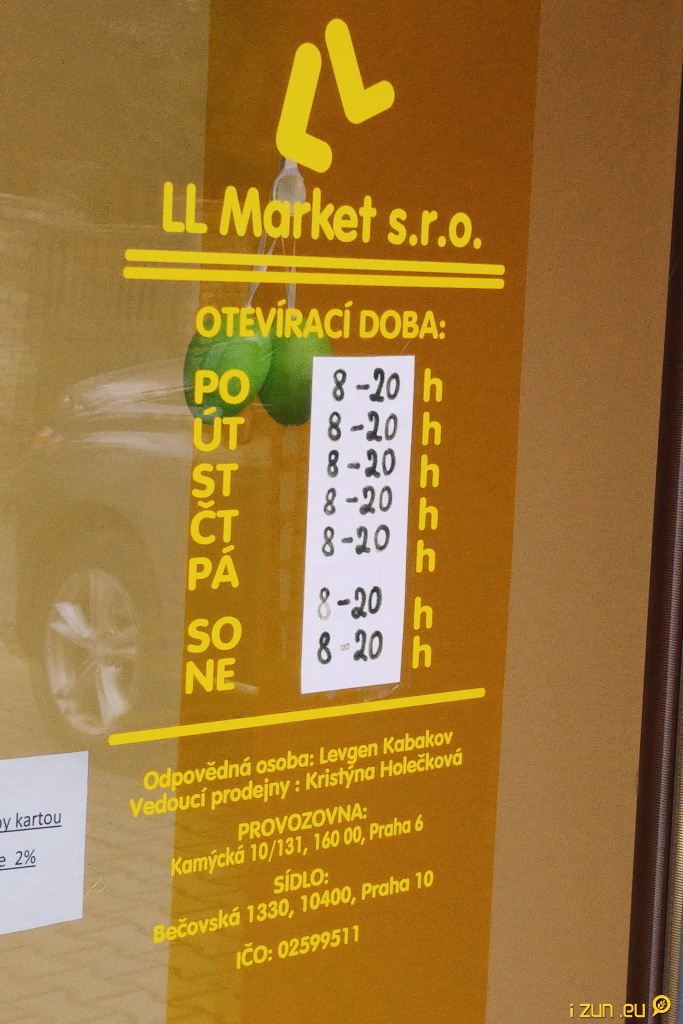 LL Market s.r.o.
OTEVÍRACÍ DOBA:
PO 8-20 h
ÚT 8-20 h
ST 8-20 h
ČT 8-20 h
PÁ 8-20 h
SO 8-20 h
NE 8-20 h
Odpovědná osoba: Levgen Kabakov
Vedoucí prodejny : Kristýna Holečková
PROVOZOVNA:
Kamýcká 10/131, 160 00, Praha 6
SÍDLO:
Bečovská 1330, 10400, Praha 10
IČO: 02599511
kartou
2%
i zun .eu